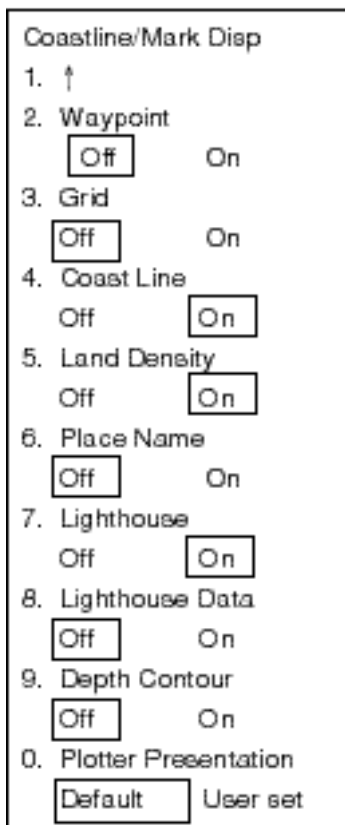 Coastline/Mark Disp
1. ↑
2. Waypoint
Off On
3. Grid
Off On
4. Coast Line
Off On
5. Land Density
Off On
6. Place Name
Off On
7. Lighthouse
Off On
8. Lighthouse Data
Off On
9. Depth Contour
Off On
0. Plotter Presentation
Default User set